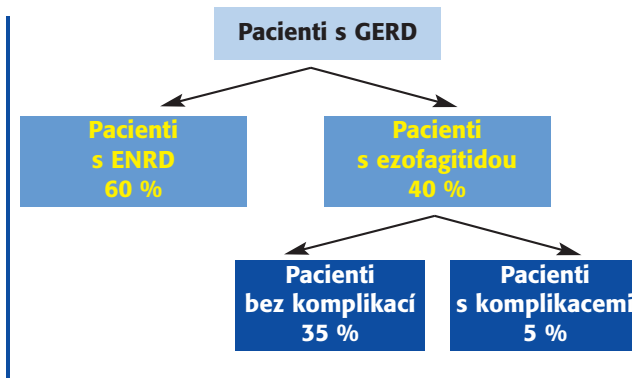 Pacienti s GERD
Pacienti
s ENRD
60 %
Pacienti
s ezofagitidou
40 %
Pacienti
bez komplikací
35 %
Pacienti
s komplikacemi
5 %